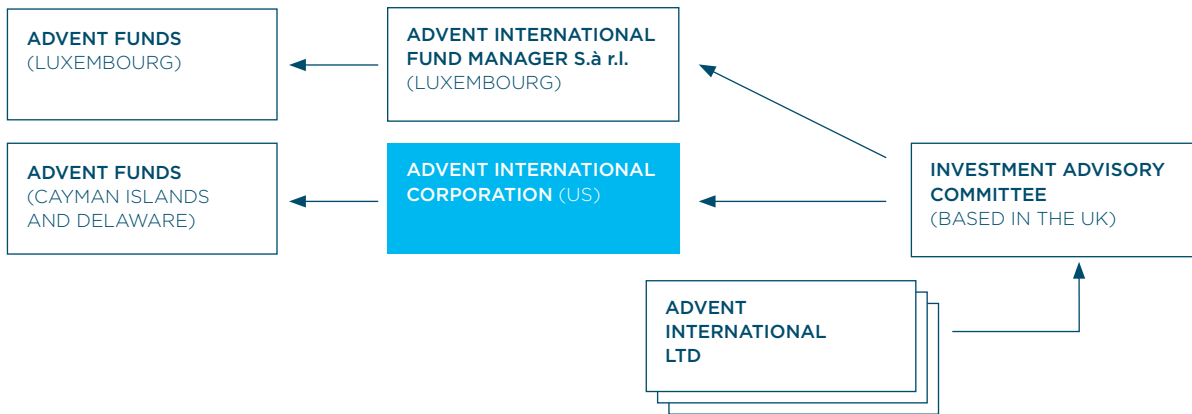 ADVENT FUNDS
(LUXEMBOURG)
ADVENT INTERNATIONAL
FUND MANAGER S.à r.l.
(LUXEMBOURG)
ADVENT FUNDS
(CAYMAN ISLANDS
AND DELAWARE)
ADVENT INTERNATIONAL
CORPORATION (US)
INVESTMENT ADVISORY
COMMITTEE
(BASED IN THE UK)
ADVENT
INTERNATIONAL
LTD